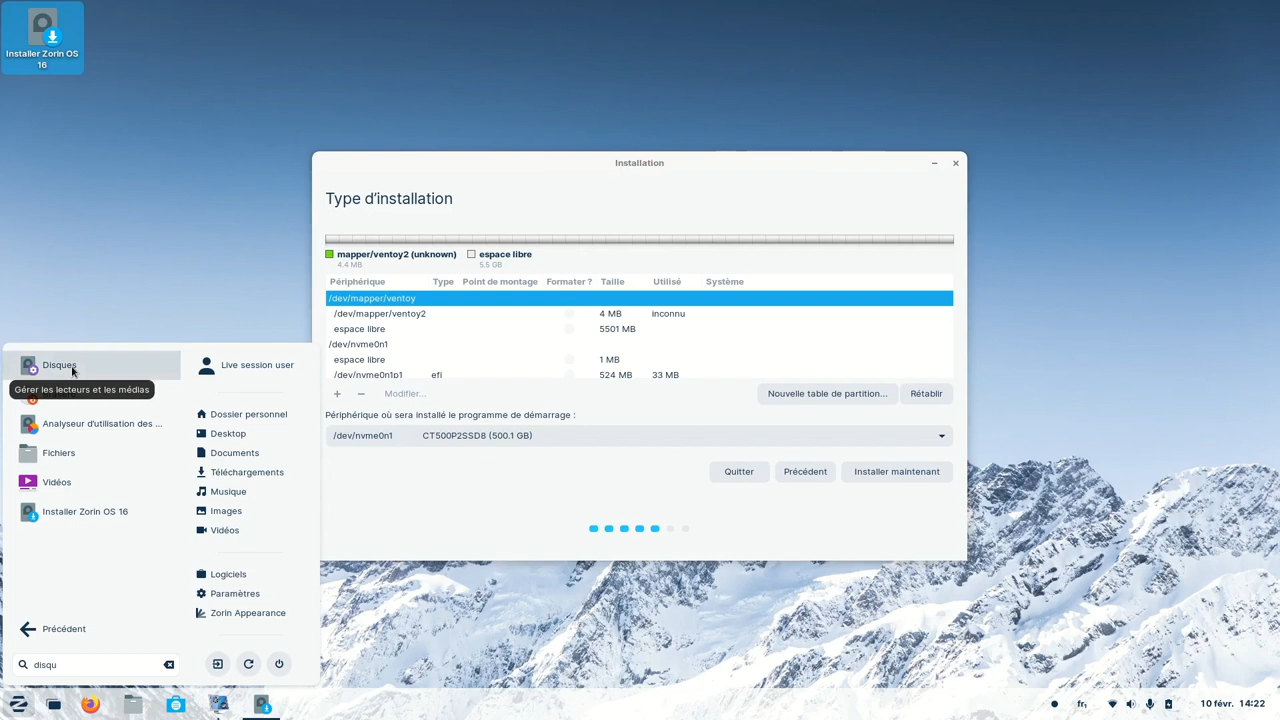 Installer Zorin OS
16
Installation
Type d’installation
mapper/ventoy2 (unknown)
4.4 MB
espace libre
5.5 GB
Périphérique Type Point de montage Formater ? Taille Utilisé Système
/dev/mapper/ventoy
/dev/mapper/ventoy2 4 MB inconnu
espace libre 5501 MB
/dev/nvme0n1
espace libre 1 MB
/dev/nvme0n1p1 efi 524 MB 33 MB
+ − Modifier... Nouvelle table de partition... Rétablir
Périphérique où sera installé le programme de démarrage :
/dev/nvme0n1 CT500P2SSD8 (500.1 GB)
Quitter Précédent Installer maintenant
Disques
Gérer les lecteurs et les médias
Analyseur d’utilisation des ...
Fichiers
Vidéos
Installer Zorin OS 16
Précédent
disqu
Live session user
Dossier personnel
Desktop
Documents
Téléchargements
Musique
Images
Vidéos
Logiciels
Paramètres
Zorin Appearance
fr₁ 10 févr. 14:22